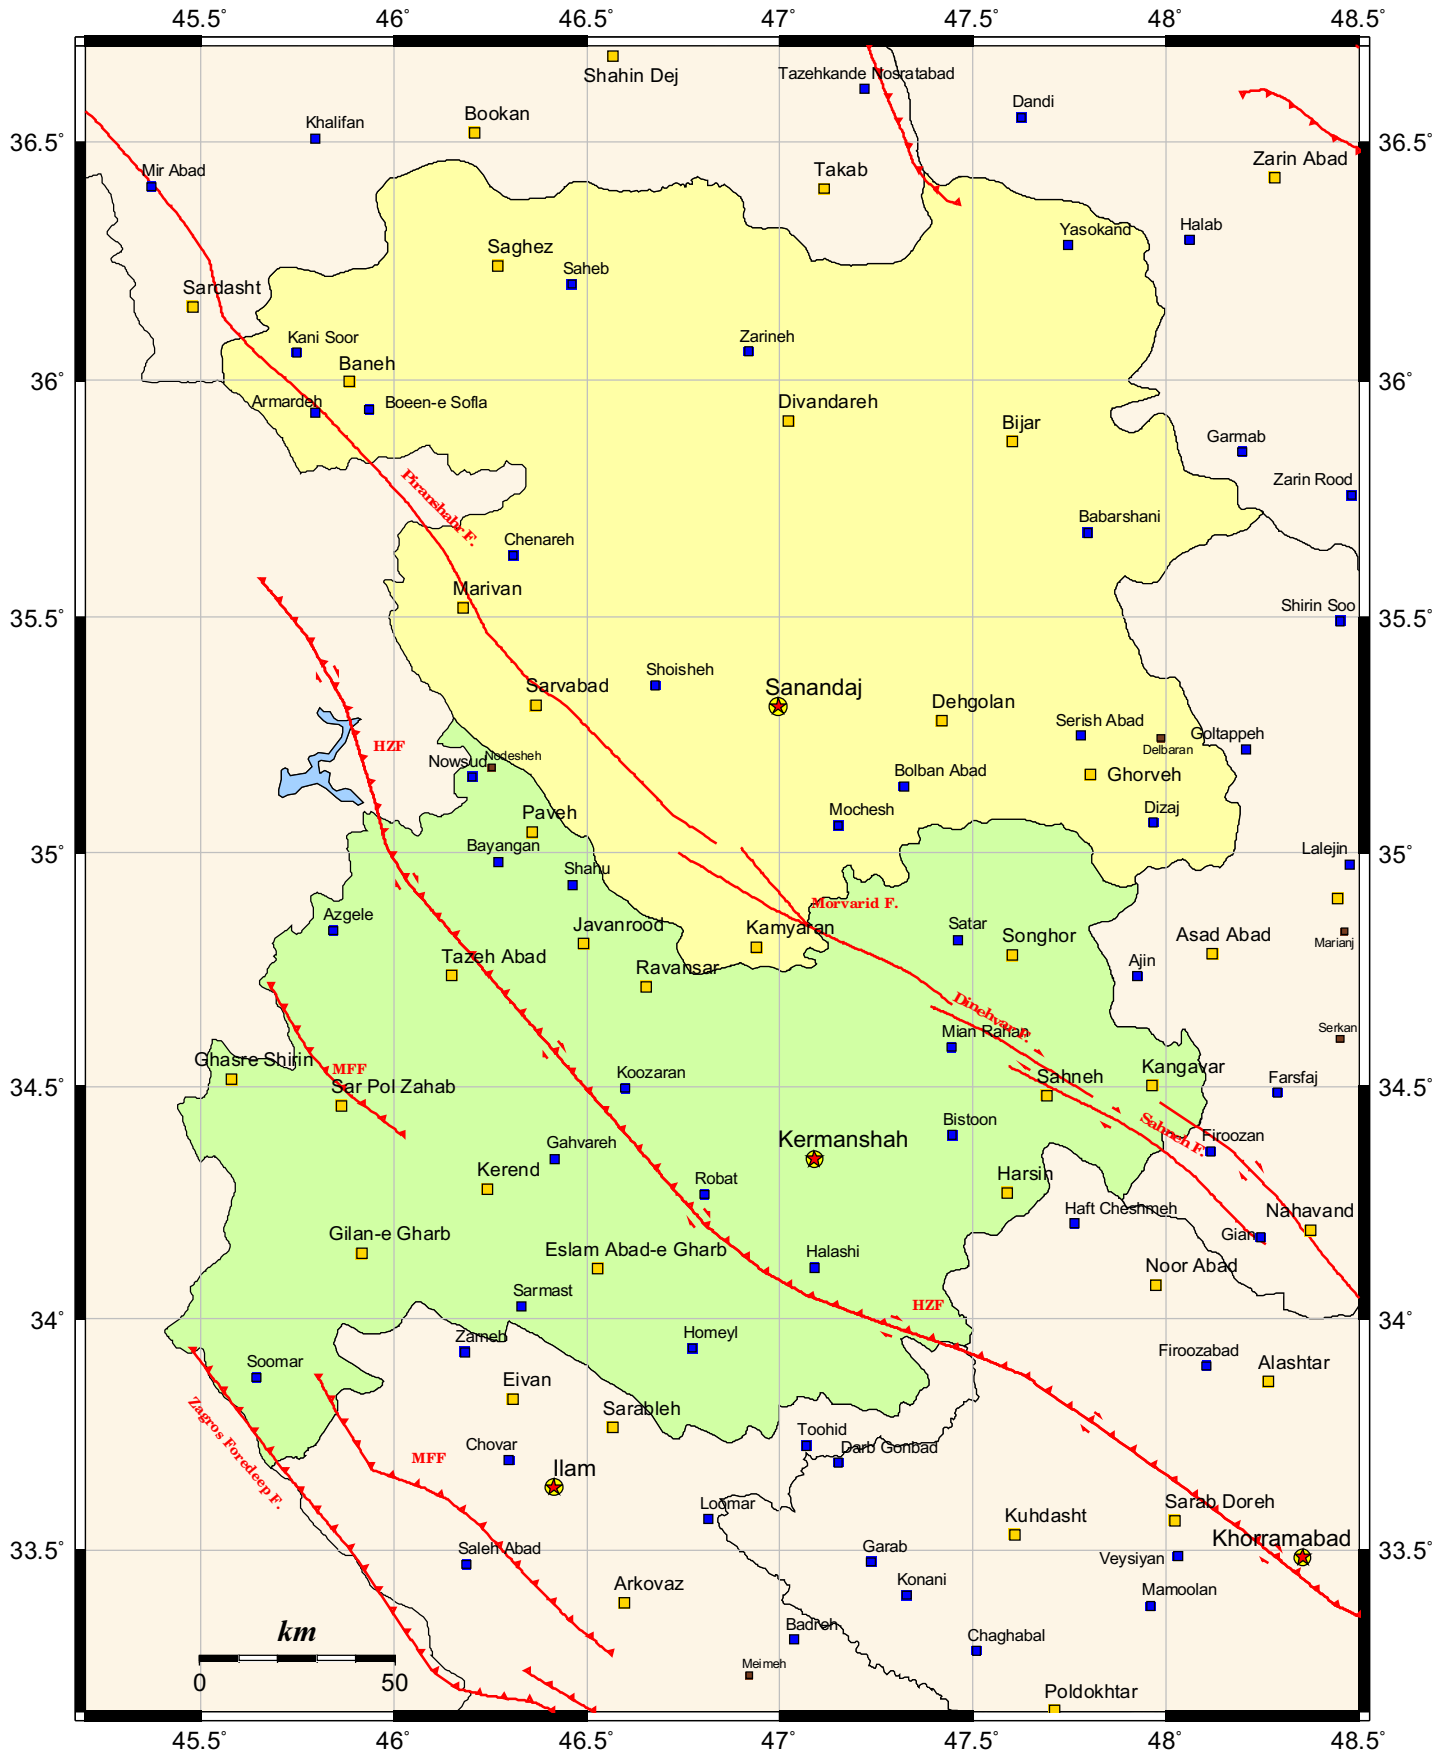 45.5° 46° 46.5° 47° 47.5° 48° 48.5°
Shahin Dej
Tazehkande Nosratabad
Dandi
Bookan
Khalifan
36.5° 36.5°
Zarin Abad
Mir Abad
Takab
Yasokand
Halab
Saghez
Saheb
Sardasht
Kani Soor
Zarineh
Baneh
36° 36°
Armardeh
Boeen-e Sofla
Divandareh
Bijar
Garmab
Piranshahr F.
Zarin Rood
Babarshani
Chenareh
Marivan
35.5° 35.5°
Shirin Soo
Shoisheh
Sarvabad
Sanandaj
Dehgolan
Serish Abad
Goltappeh
HZF
Delbaran
Nowsud
Nodesheh
Bolban Abad
Ghorveh
Paveh
Mochesh
Dizaj
Bayangan
35° 35°
Lalejin
Shahu
Morvarid F.
Azgele
Javanrood
Kamyaran
Satar
Songhor
Asad Abad
Marianj
Tazeh Abad
Ravansar
Ajin
Dinehvar F.
Mian Rahan
Serkan
Ghasre Shirin
MFF
Sar Pol Zahab
Koozaran
Sahneh
Kangavar
Farsfaj
34.5° 34.5°
Bistoon
Sahneh F.
Firoozan
Kermanshah
Gahvareh
Kerend
Robat
Harsin
Haft Cheshmeh
Nahavand
Gian
Gilan-e Gharb
Eslam Abad-e Gharb
Halashi
Noor Abad
Sarmast
HZF
34° 34°
Zarneh
Homeyl
Soomar
Firoozabad
Alashtar
Eivan
Zagros Foredeep F.
Sarableh
Toohid
Darb Gonbad
Chovar
MFF
Ilam
Loomar
Kuhdasht
Sarab Doreh
Khorramabad
33.5° 33.5°
Saleh Abad
Garab
Veysiyan
Konani
Mamoolan
Arkovaz
Badreh
Chaghabal
km
Meimeh
0 50
Poldokhtar
45.5° 46° 46.5° 47° 47.5° 48° 48.5°